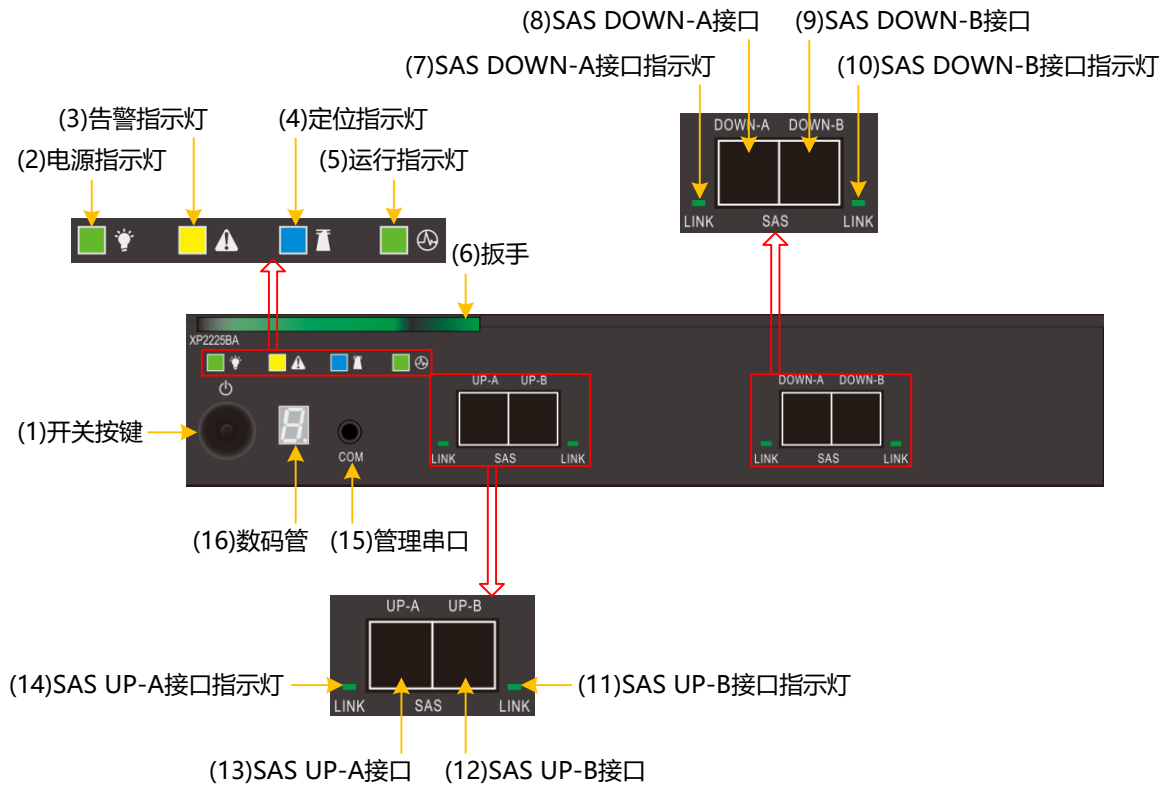 (8)SAS DOWN-A接口
(9)SAS DOWN-B接口
(7)SAS DOWN-A接口指示灯
(10)SAS DOWN-B接口指示灯
(3)告警指示灯
(4)定位指示灯
(2)电源指示灯
(5)运行指示灯
DOWN-A DOWN-B
LINK SAS LINK
(6)扳手
XP2225BA
UP-A UP-B
DOWN-A DOWN-B
(1)开关按键
8.
COM
LINK SAS LINK
LINK SAS LINK
(16)数码管
(15)管理串口
UP-A UP-B
(14)SAS UP-A接口指示灯
(11)SAS UP-B接口指示灯
LINK SAS LINK
(13)SAS UP-A接口
(12)SAS UP-B接口